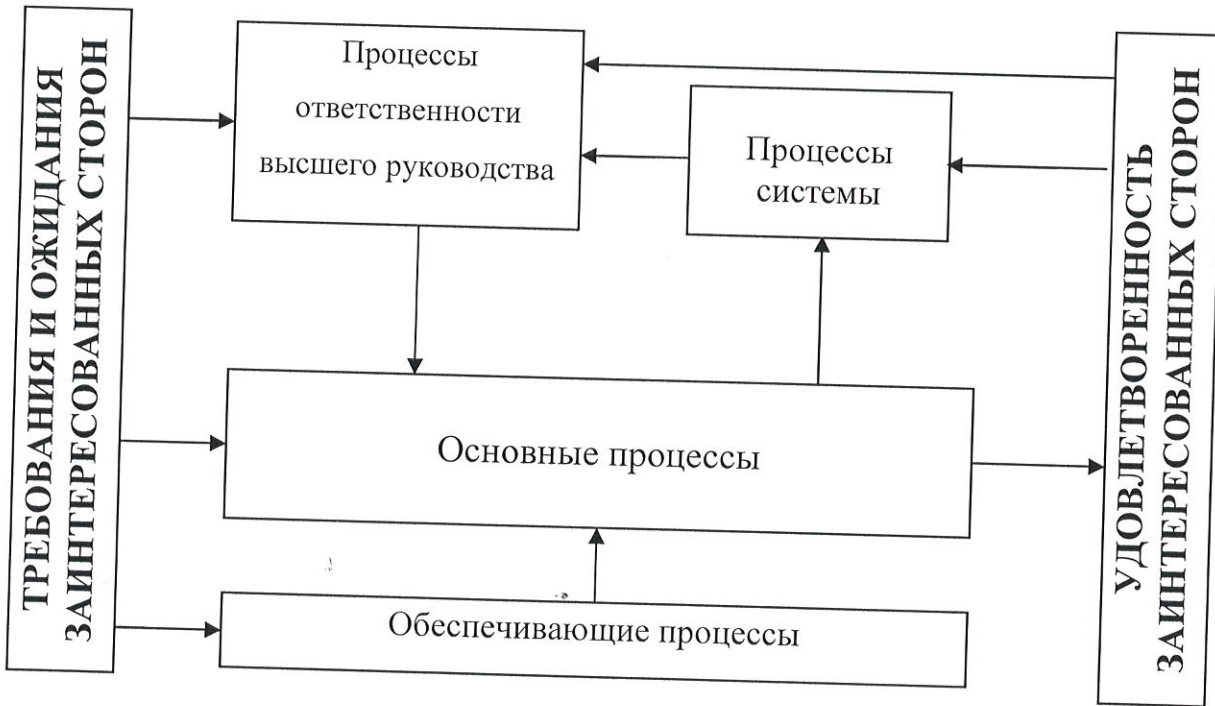 ТРЕБОВАНИЯ И ОЖИДАНИЯ
ЗАИНТЕРЕСОВАННЫХ СТОРОН
Процессы
ответственности
высшего руководства
Процессы
системы
Основные процессы
Обеспечивающие процессы
УДОВЛЕТВОРЕННОСТЬ
ЗАИНТЕРЕСОВАННЫХ СТОРОН